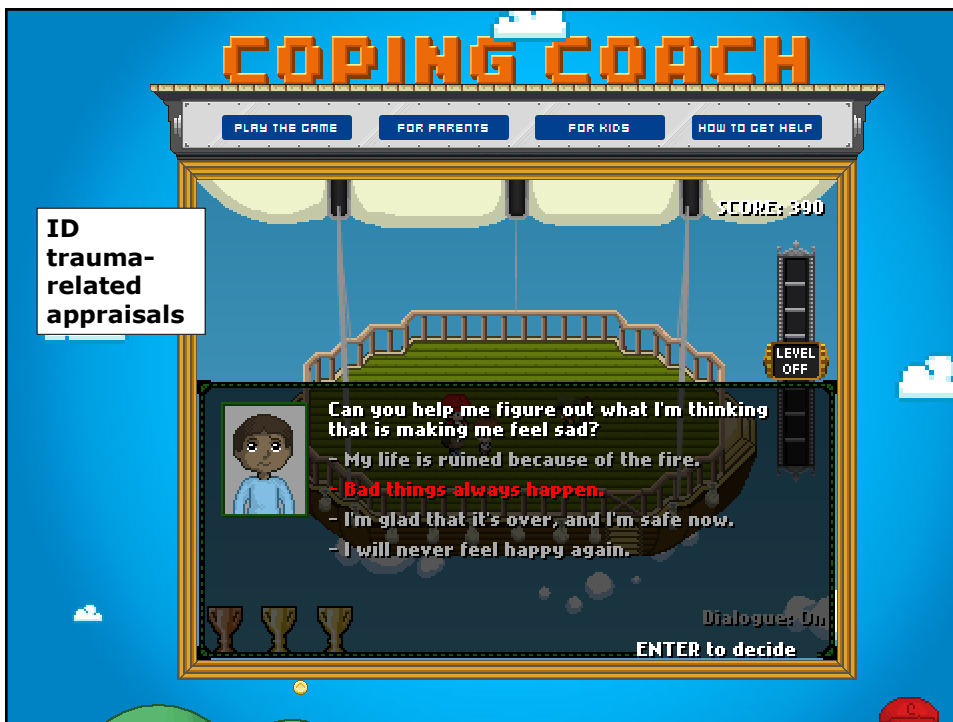 COPING COACH
PLAY THE GAME
FOR PARENTS
FOR KIDS
HOW TO GET HELP
ID
trauma-
related
appraisals
SCORE: 390
LEVEL
OFF
Can you help me figure out what I'm thinking
that is making me feel sad?
- My life is ruined because of the fire.
- Bad things always happen.
- I'm glad that it's over, and I'm safe now.
- I will never feel happy again.
Dialogue: On
ENTER to decide
C